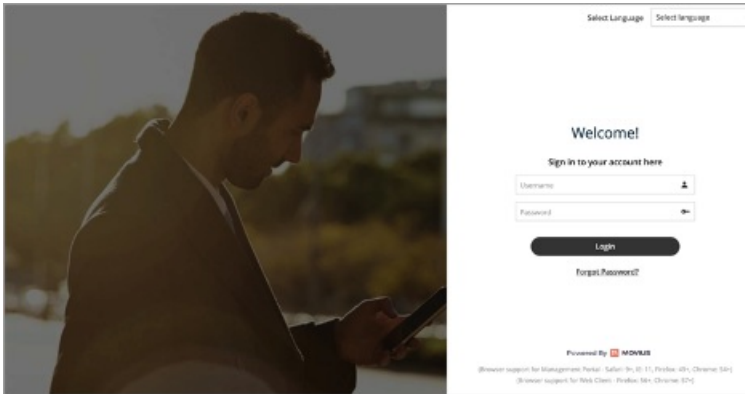 Select Language Select language
Welcome!
Sign in to your account here
Username
Password
Login
Forgot Password?
Powered By MOVIUS
(Browser support for Management Portal - Safari: 9+, IE: 11, Firefox: 49+, Chrome: 54+)
(Browser support for Web Client - Firefox: 56+, Chrome: 67+)